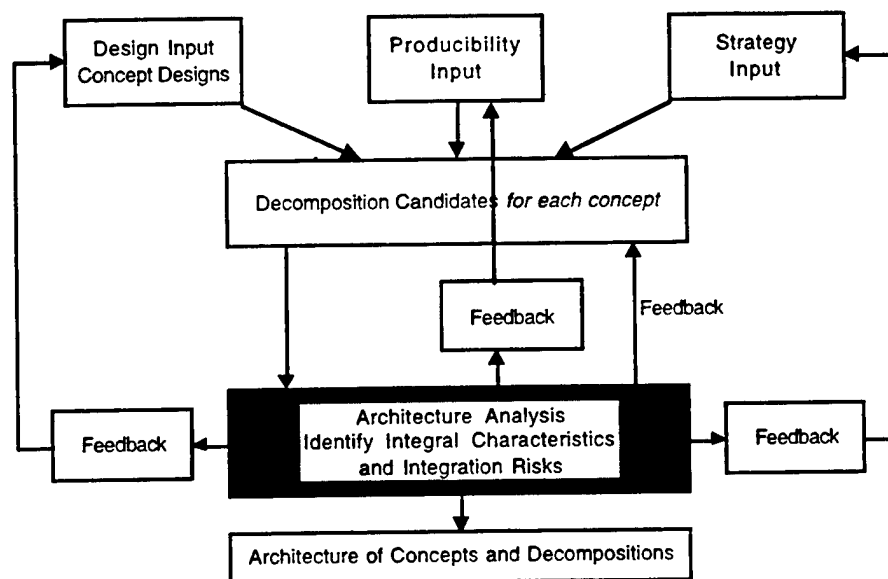 Design Input
Concept Designs
Producibility
Input
Strategy
Input
Decomposition Candidates for each concept
Feedback
Feedback
Architecture Analysis
Identify Integral Characteristics
and Integration Risks
Feedback
Feedback
Architecture of Concepts and Decompositions